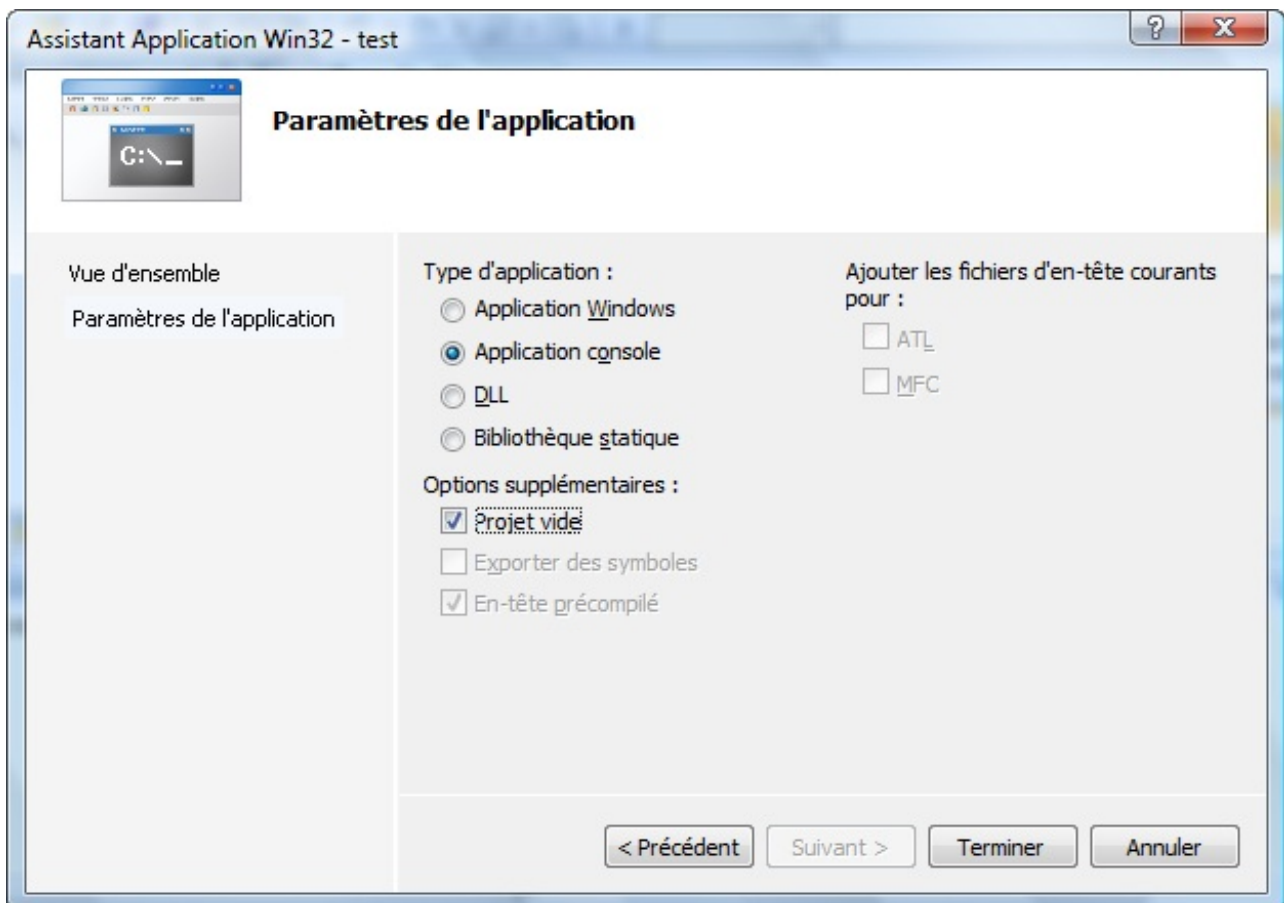 Assistant Application Win32 - test
C:\_
Paramètres de l'application
Vue d'ensemble
Paramètres de l'application
Type d'application :
Application Windows
Application console
DLL
Bibliothèque statique
Options supplémentaires :
Projet vide
Exporter des symboles
En-tête précompilé
Ajouter les fichiers d'en-tête courants
pour :
ATL
MFC
< Précédent
Suivant >
Terminer
Annuler